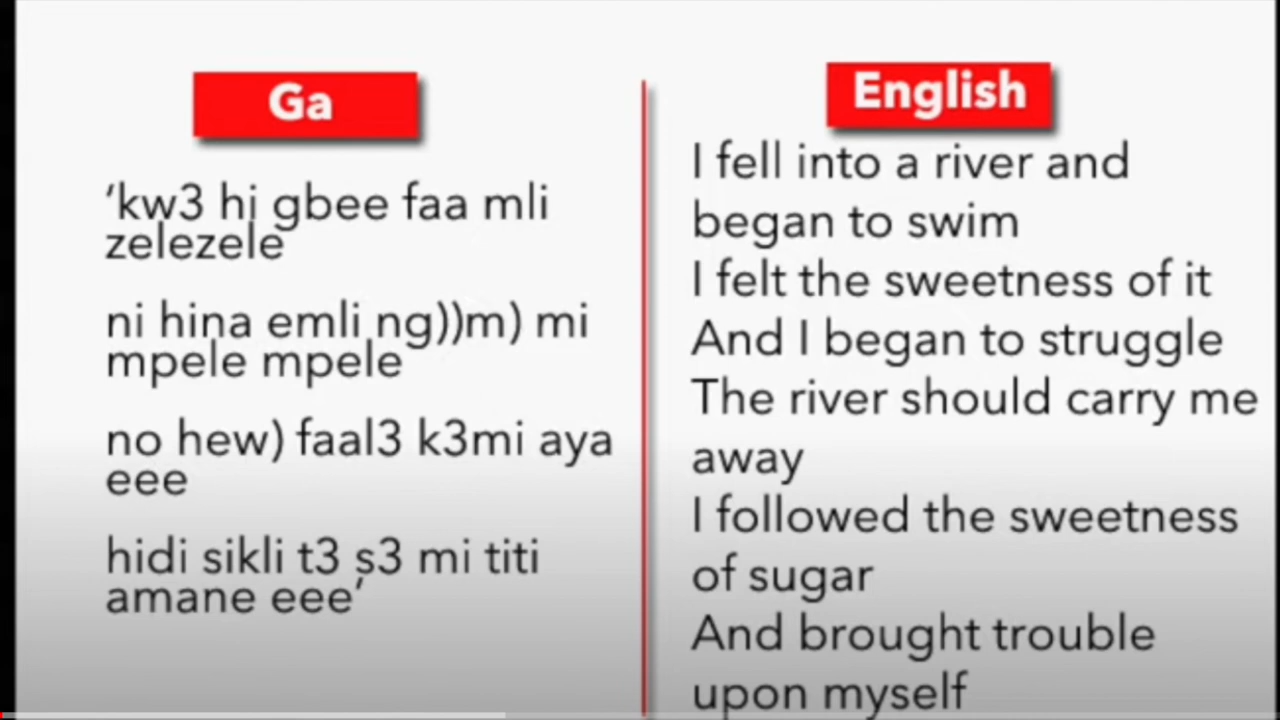 Ga
'kw3 hi gbee faa mli
zelezele
ni hina emli ng))m) mi
mpele mpele
no hew) faal3 k3mi aya
eee
hidi sikli t3 s3 mi titi
amane eee'
English
I fell into a river and
began to swim
I felt the sweetness of it
And I began to struggle
The river should carry me
away
I followed the sweetness
of sugar
And brought trouble
upon myself